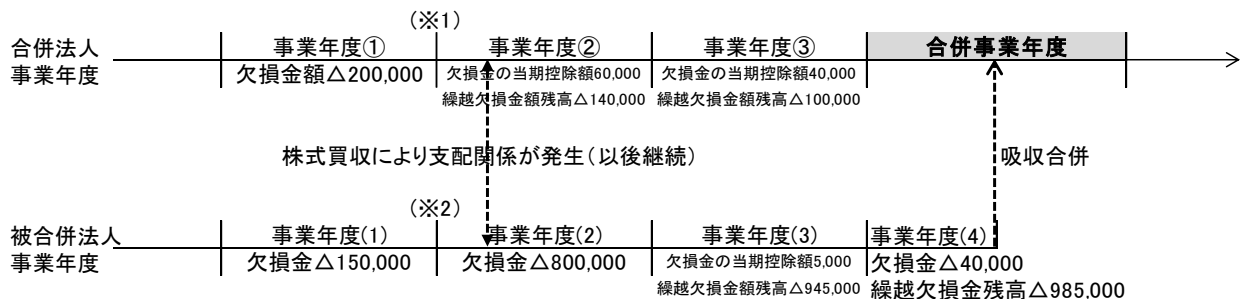 (※1)
合併法人 事業年度① 事業年度② 事業年度③ 合併事業年度
事業年度 欠損金額△200,000 欠損金の当期控除額60,000 欠損金の当期控除額40,000
繰越欠損金額残高△140,000 繰越欠損金額残高△100,000
株式買収により支配関係が発生(以後継続) 吸収合併
(※2)
被合併法人 事業年度(1) 事業年度(2) 事業年度(3) 事業年度(4)
事業年度 欠損金△150,000 欠損金△800,000 欠損金の当期控除額5,000 欠損金△40,000
繰越欠損金額残高△945,000 繰越欠損金残高△985,000